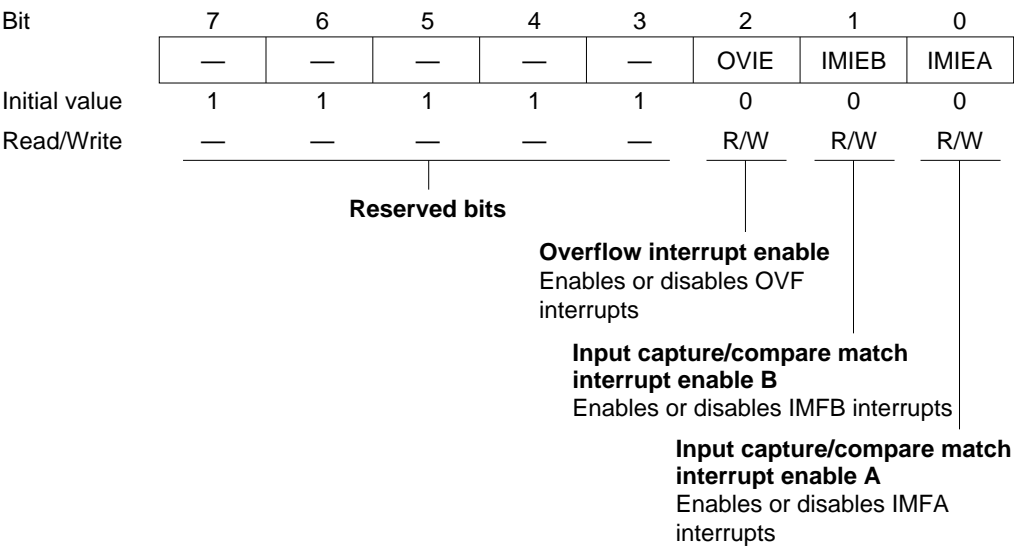 Bit 7 6 5 4 3 2 1 0
— — — — — OVIE IMIEB IMIEA
Initial value 1 1 1 1 1 0 0 0
Read/Write — — — — — R/W R/W R/W
Reserved bits
Overflow interrupt enable
Enables or disables OVF
interrupts
Input capture/compare match
interrupt enable B
Enables or disables IMFB interrupts
Input capture/compare match
interrupt enable A
Enables or disables IMFA
interrupts